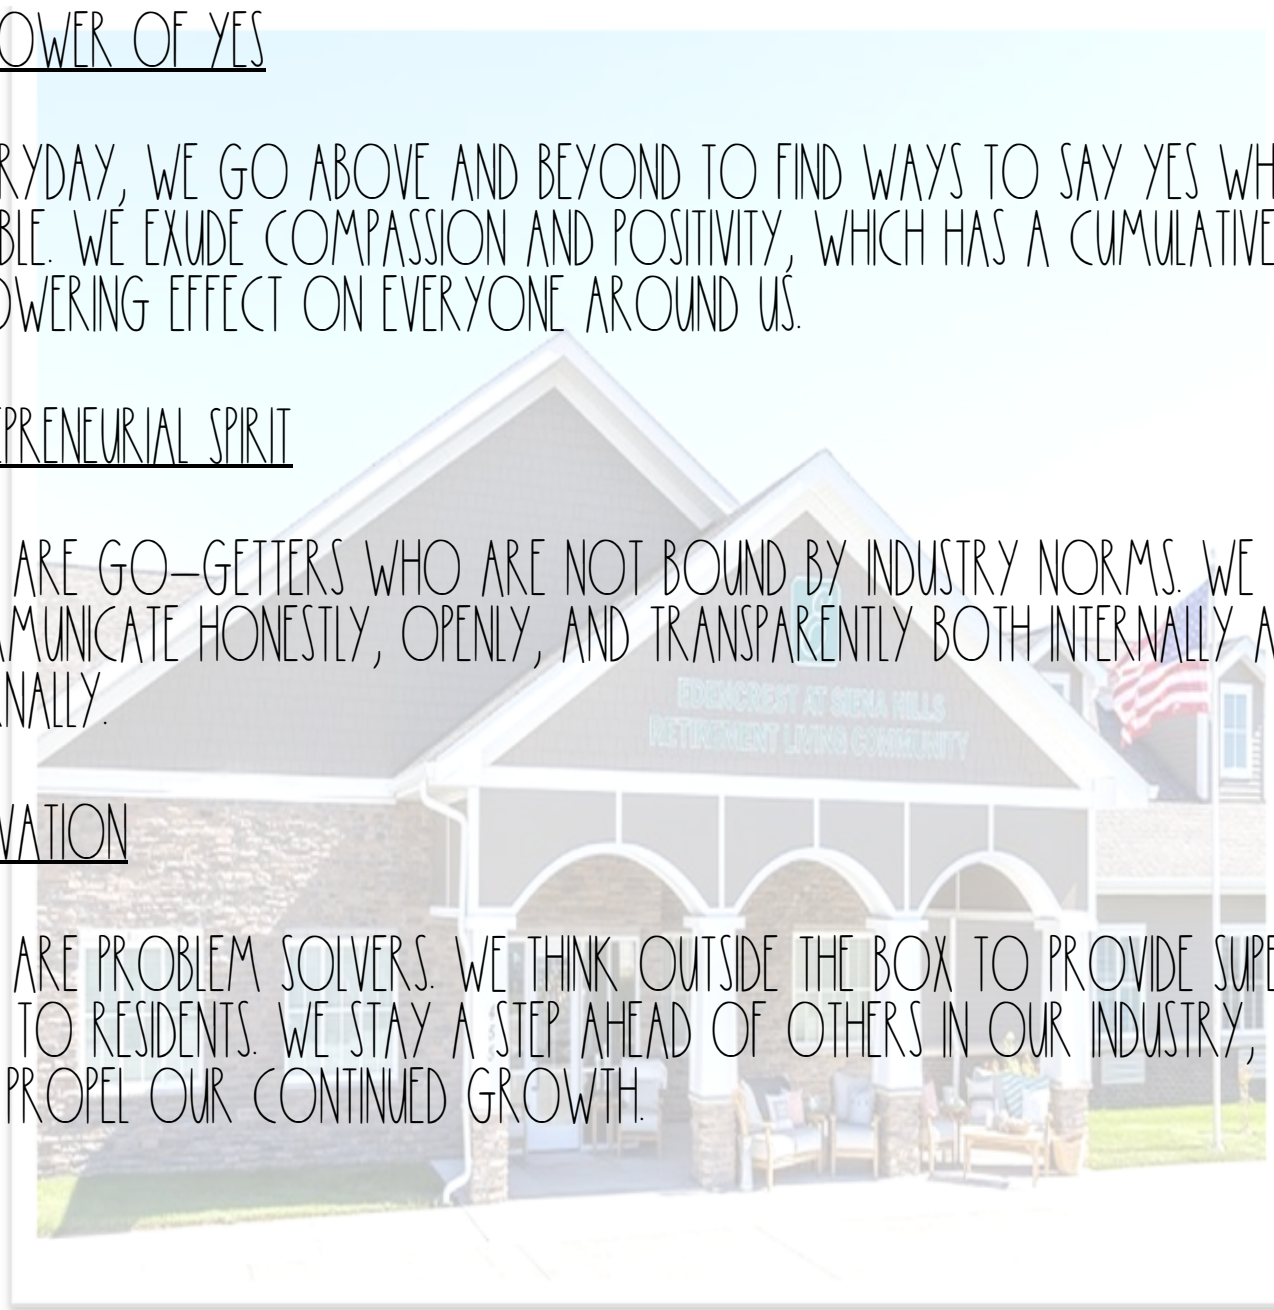 OWER OF YES
RYDAY, WE GO ABOVE AND BEYOND TO FIND WAYS TO SAY YES WH
BLE. WE EXUDE COMPASSION AND POSITIVITY, WHICH HAS A CUMULATIVE
OWERING EFFECT ON EVERYONE AROUND US.
EPRENEURIAL SPIRIT
ARE GO-GETTERS WHO ARE NOT BOUND BY INDUSTRY NORMS. WE
MUNICATE HONESTLY, OPENLY, AND TRANSPARENTLY BOTH INTERNALLY A
NALLY.
EDENCREST AT SIENA HILLS
RETIREMENT LIVING COMMUNITY
VATION
ARE PROBLEM SOLVERS. WE THINK OUTSIDE THE BOX TO PROVIDE SUPE
TO RESIDENTS. WE STAY A STEP AHEAD OF OTHERS IN OUR INDUSTRY,
PROPEL OUR CONTINUED GROWTH.